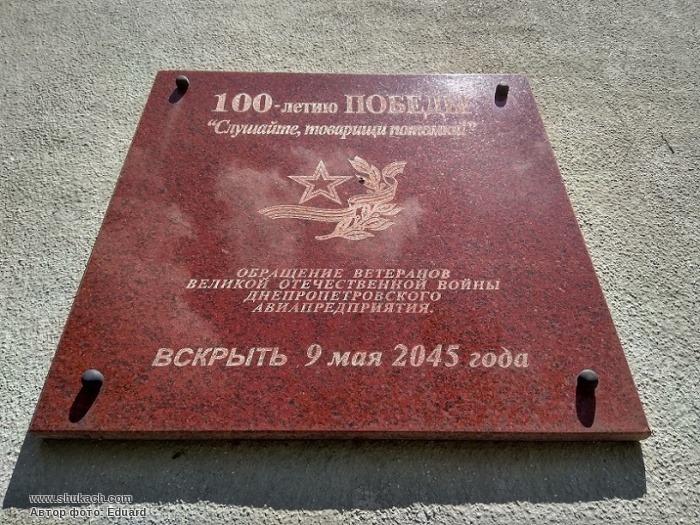 100-летию ПОБЕДЫ
"Слушайте, товарищи потомки!"
ОБРАЩЕНИЕ ВЕТЕРАНОВ
ВЕЛИКОЙ ОТЕЧЕСТВЕННОЙ ВОЙНЫ
ДНЕПРОПЕТРОВСКОГО
АВИАПРЕДПРИЯТИЯ.
ВСКРЫТЬ 9 мая 2045 года
www.shukach.com
Автор фото: Eduard